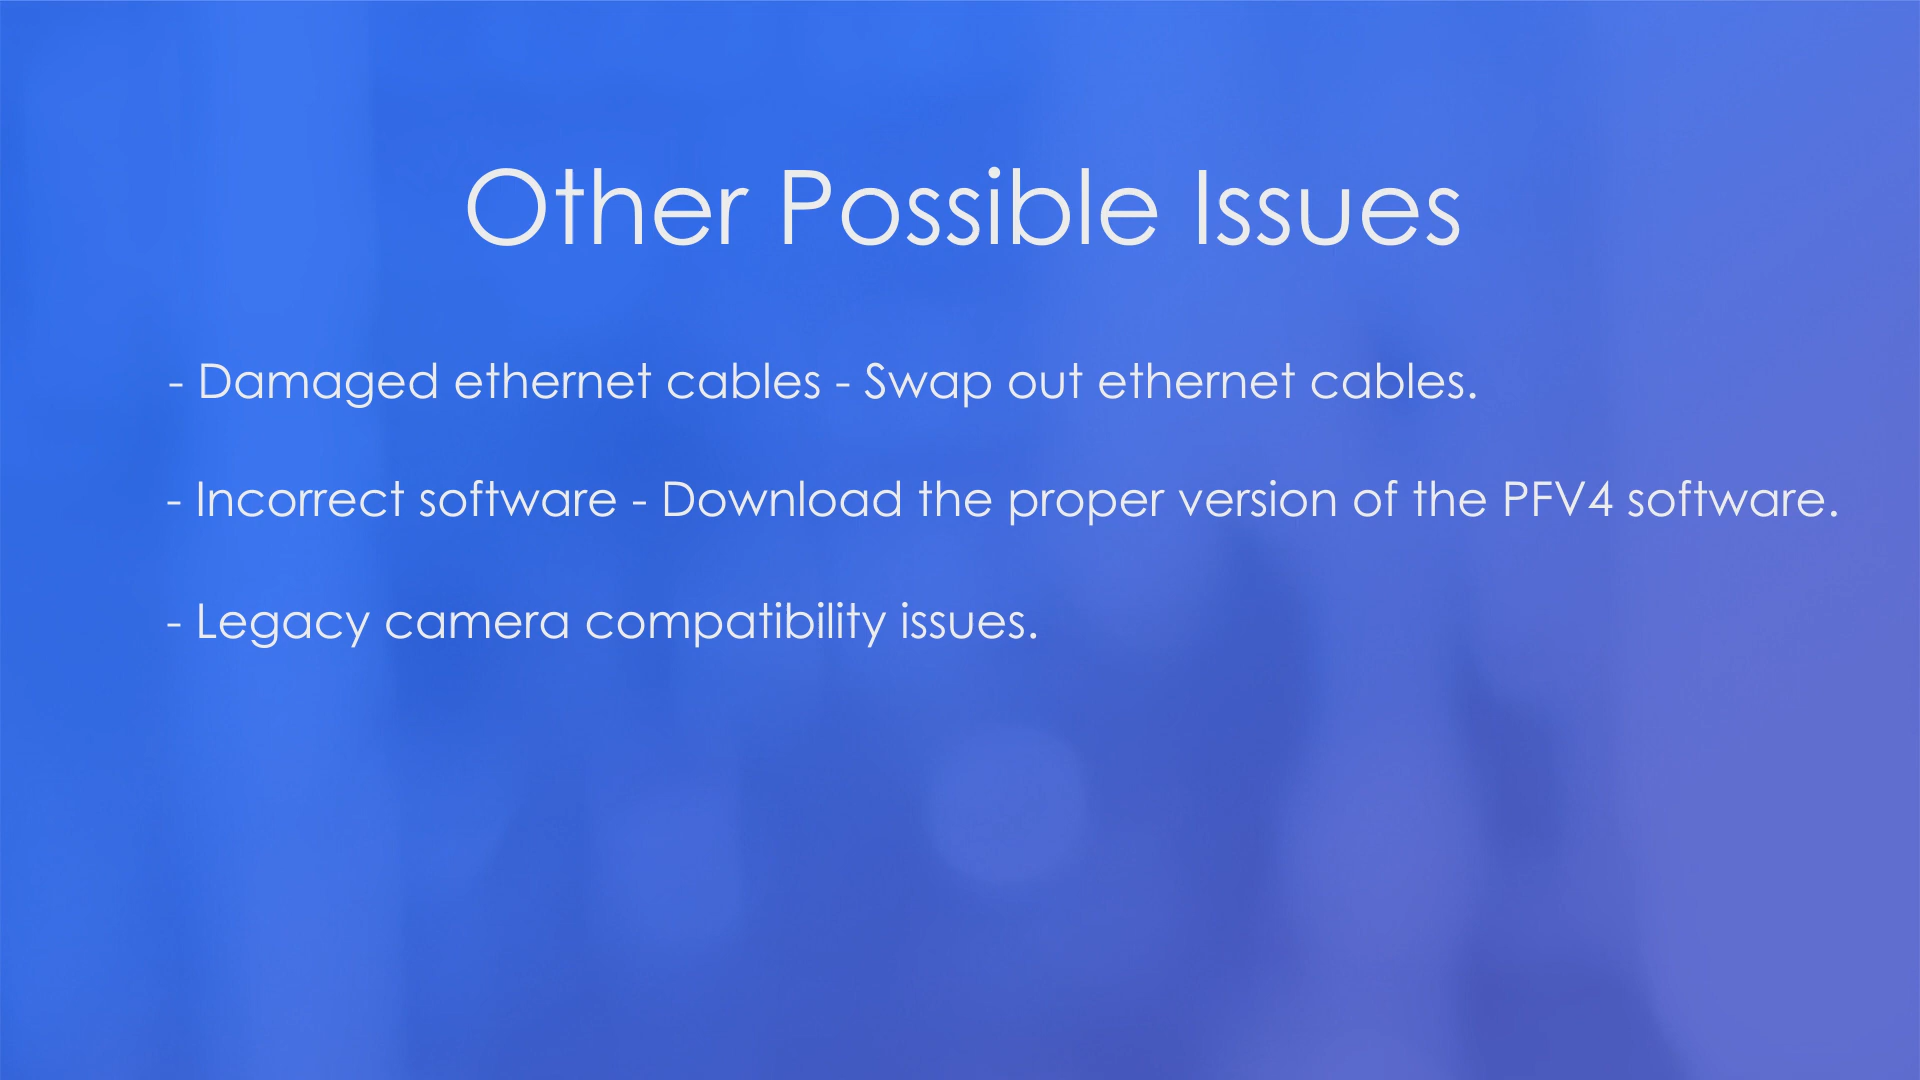 Other Possible Issues
- Damaged ethernet cables - Swap out ethernet cables.
- Incorrect software - Download the proper version of the PFV4 software.
- Legacy camera compatibility issues.